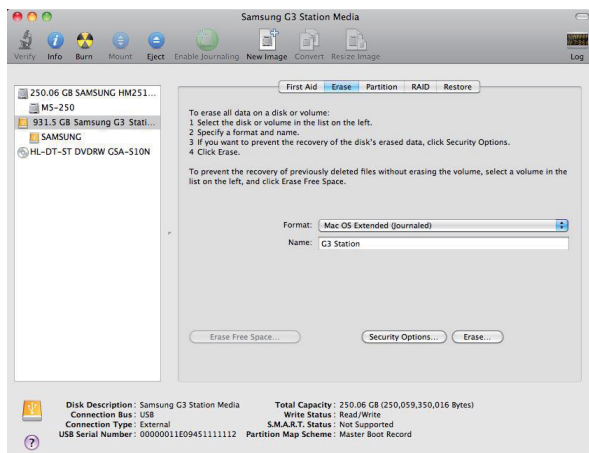 Samsung G3 Station Media
Verify Info Burn Mount Eject Enable Journaling New Image Convert Resize Image Log
First Aid Erase Partition RAID Restore
250.06 GB SAMSUNG HM251...
MS-250
931.5 GB Samsung G3 Stati...
SAMSUNG
HL-DT-ST DVDRW GSA-S10N
To erase all data on a disk or volume:
1 Select the disk or volume in the list on the left.
2 Specify a format and name.
3 If you want to prevent the recovery of the disk's erased data, click Security Options.
4 Click Erase.
To prevent the recovery of previously deleted files without erasing the volume, select a volume in the
list on the left, and click Erase Free Space.
Format: Mac OS Extended (Journaled)
Name: G3 Station
Erase Free Space... Security Options... Erase...
Disk Description : Samsung G3 Station Media
Connection Bus : USB
Connection Type : External
USB Serial Number : 00000011E09451111112
Total Capacity : 250.06 GB (250,059,350,016 Bytes)
Write Status : Read/Write
S.M.A.R.T. Status : Not Supported
Partition Map Scheme : Master Boot Record